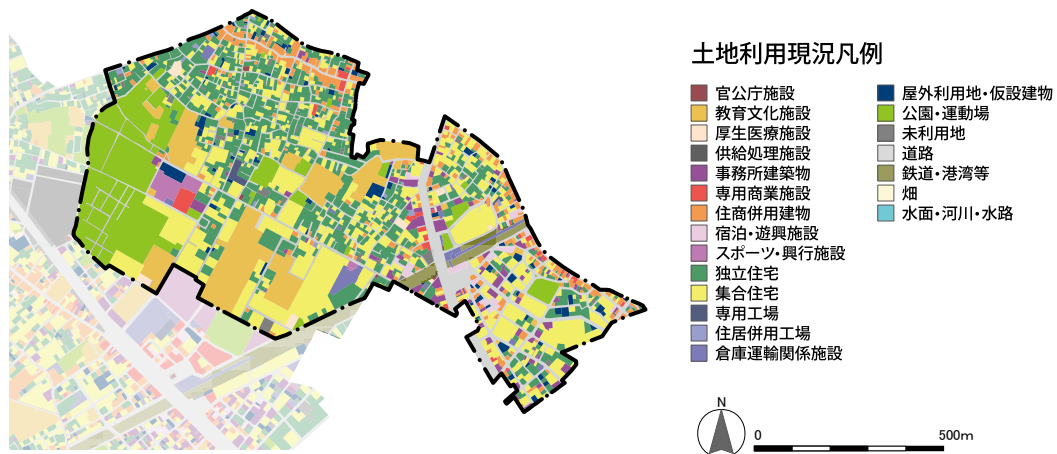 土地利用現況凡例
官公庁施設
教育文化施設
厚生医療施設
供給処理施設
事務所建築物
専用商業施設
住商併用建物
宿泊・遊興施設
スポーツ・興行施設
独立住宅
集合住宅
専用工場
住居併用工場
倉庫運輸関係施設
屋外利用地・仮設建物
公園・運動場
未利用地
道路
鉄道・港湾等
畑
水面・河川・水路
N
0 500m